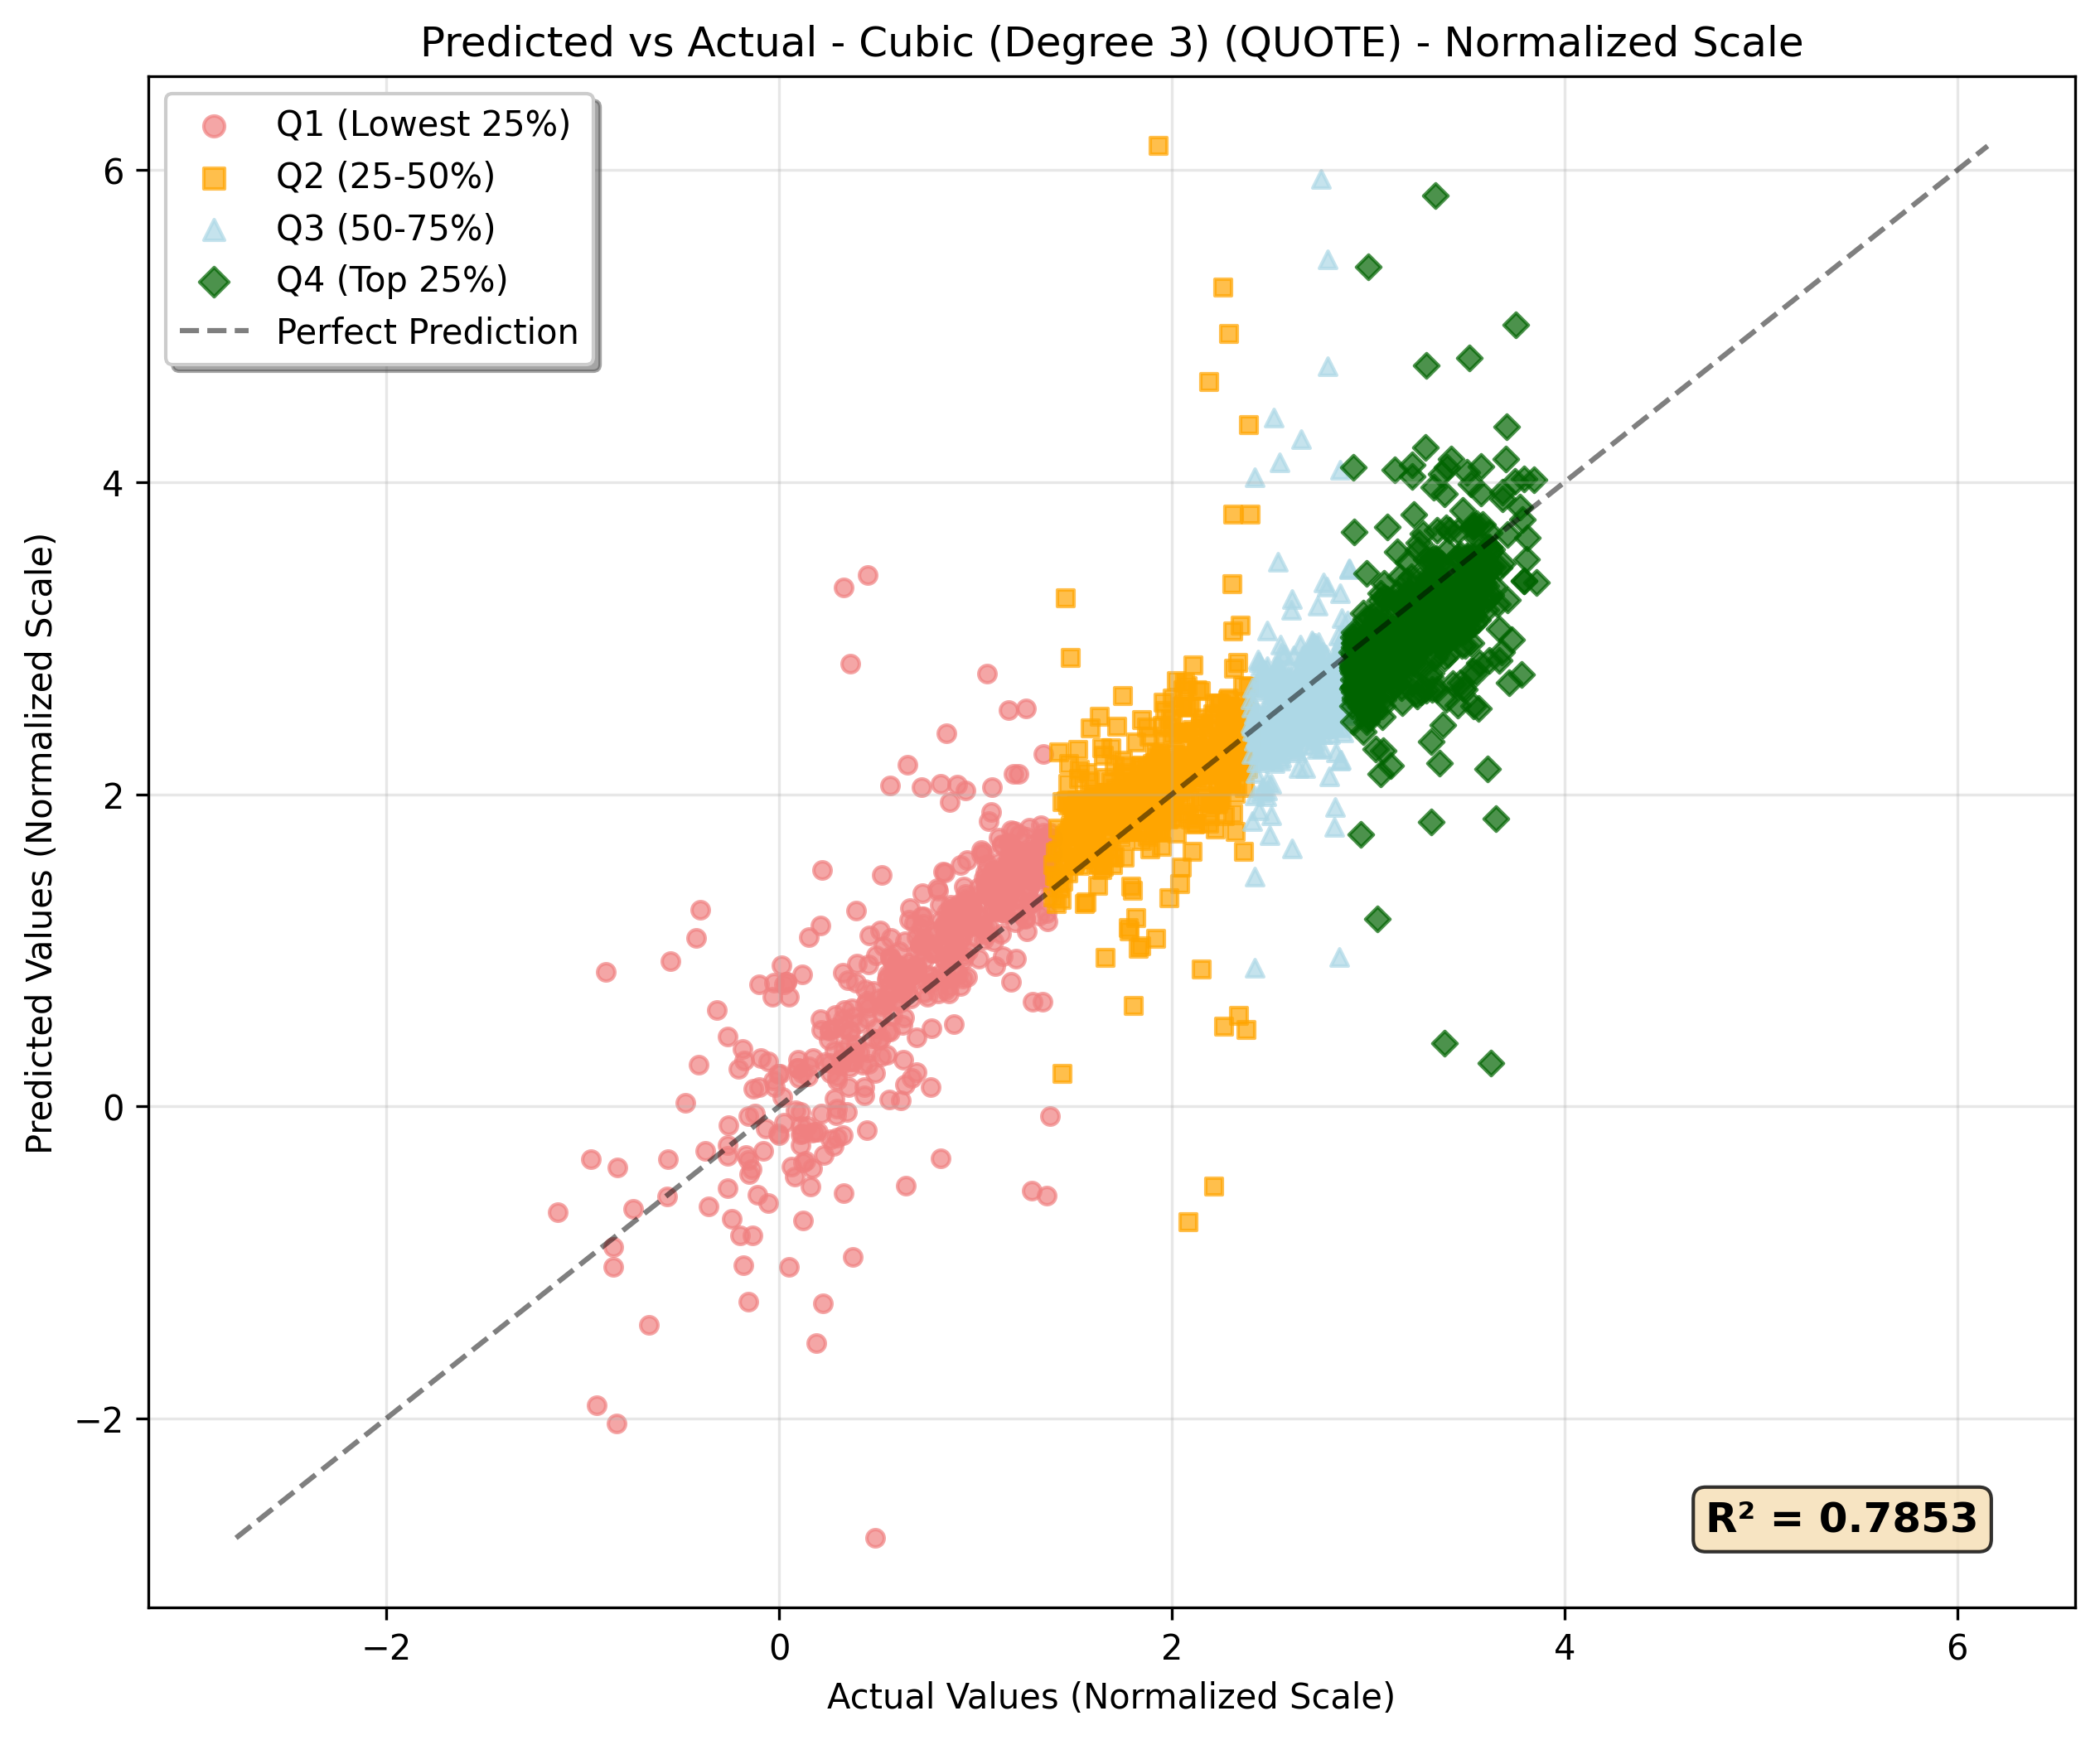 Predicted vs Actual - Cubic (Degree 3) (QUOTE) - Normalized Scale
Q1 (Lowest 25%)
Q2 (25-50%)
Q3 (50-75%)
Q4 (Top 25%)
Perfect Prediction
Predicted Values (Normalized Scale)
6
4
2
0
−2
R² = 0.7853
−2
0
2
4
6
Actual Values (Normalized Scale)